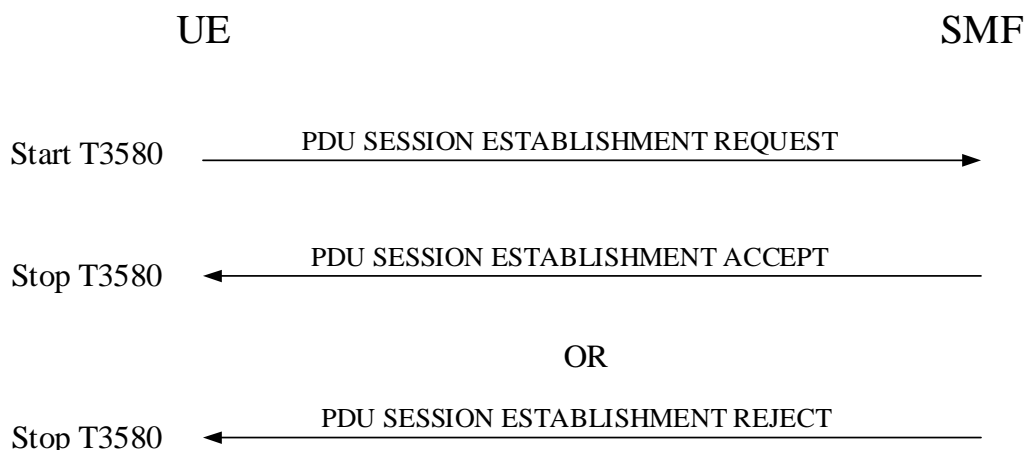 UE SMF
Start T3580 PDU SESSION ESTABLISHMENT REQUEST
Stop T3580 PDU SESSION ESTABLISHMENT ACCEPT
OR
Stop T3580 PDU SESSION ESTABLISHMENT REJECT